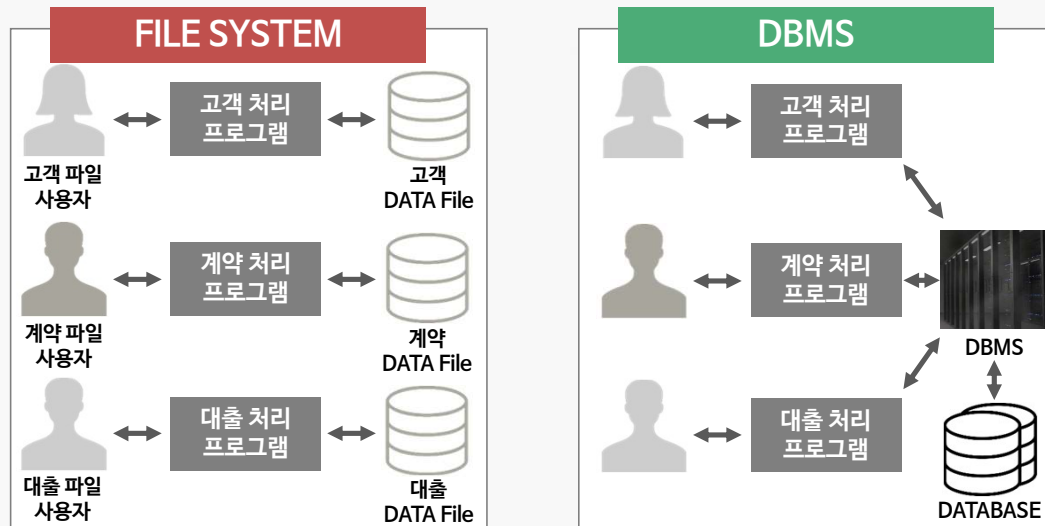 FILE SYSTEM
고객 처리
프로그램
고객 파일
사용자
고객
DATA File
계약 처리
프로그램
계약 파일
사용자
계약
DATA File
대출 처리
프로그램
대출 파일
사용자
대출
DATA File
DBMS
고객 처리
프로그램
계약 처리
프로그램
DBMS
대출 처리
프로그램
DATABASE